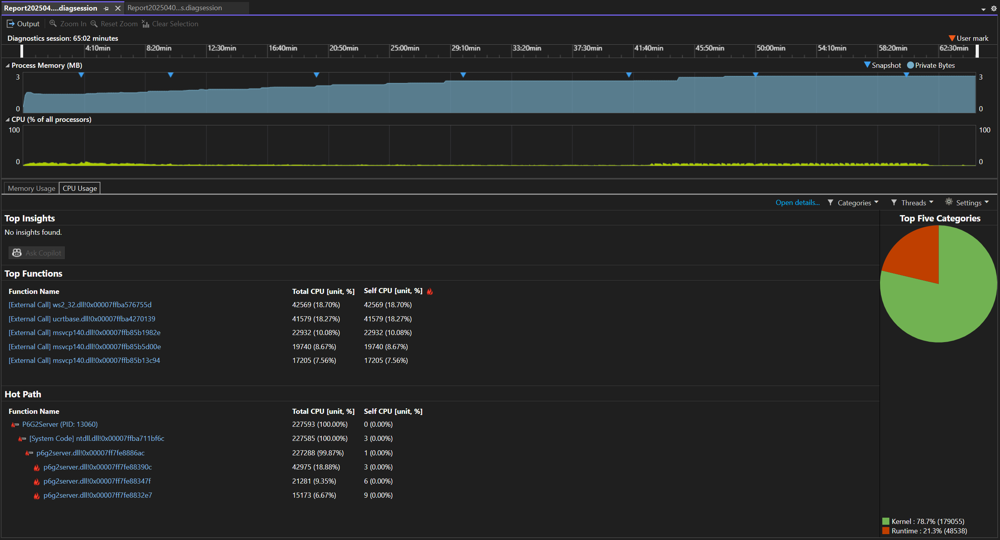 Report202504....diagsession Report2025040...s.diagsession
Output Zoom In Reset Zoom Clear Selection
Diagnostics session: 65:02 minutes User mark
4:10min 8:20min 12:30min 16:40min 20:50min 25:00min 29:10min 33:20min 37:30min 41:40min 45:50min 50:00min 54:10min 58:20min 62:30min
Process Memory (MB) Snapshot Private Bytes
3 3
0 0
CPU (% of all processors)
100 100
0 0
Memory Usage CPU Usage
Open details... Categories Threads Settings
Top Insights Top Five Categories
No insights found.
Ask Copilot
Top Functions
Function Name Total CPU [unit, %] Self CPU [unit, %]
[External Call] ws2_32.dll!0x00007ffba576755d 42569 (18.70%) 42569 (18.70%)
[External Call] ucrtbase.dll!0x00007ffba4270139 41579 (18.27%) 41579 (18.27%)
[External Call] msvcp140.dll!0x00007ffb85b1982e 22932 (10.08%) 22932 (10.08%)
[External Call] msvcp140.dll!0x00007ffb85b5d00e 19740 (8.67%) 19740 (8.67%)
[External Call] msvcp140.dll!0x00007ffb85b13c94 17205 (7.56%) 17205 (7.56%)
Hot Path
Function Name Total CPU [unit, %] Self CPU [unit, %]
P6G2Server (PID: 13060) 227593 (100.00%) 0 (0.00%)
[System Code] ntdll.dll!0x00007ffba711bf6c 227585 (100.00%) 3 (0.00%)
p6g2server.dll!0x00007ff7fe8886ac 227288 (99.87%) 1 (0.00%)
p6g2server.dll!0x00007ff7fe88390c 42975 (18.88%) 3 (0.00%)
p6g2server.dll!0x00007ff7fe88347f 21281 (9.35%) 6 (0.00%)
p6g2server.dll!0x00007ff7fe8832e7 15173 (6.67%) 9 (0.00%)
Kernel : 78.7% (179055)
Runtime : 21.3% (48538)